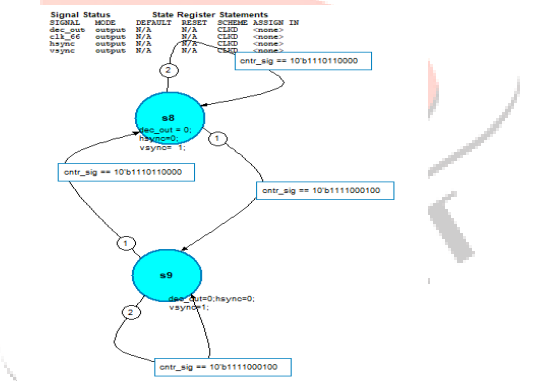 Signal Status State Register Statements
SIGNAL MODE DEFAULT RESET SCHEME ASSIGN IN
dec_out output N/A N/A CLKD <none>
clk_66 output N/A N/A CLKD <none>
hsync output N/A N/A CLKD <none>
vsync output N/A N/A CLKD <none>
2
cntr_sig == 10'b1110110000
s8
dec_out = 0;
hsync=0;
vsync= 1;
1
cntr_sig == 10'b1110110000
cntr_sig == 10'b1111000100
1
s9
dec_out=0;hsync=0;
vsync=1;
2
cntr_sig == 10'b1111000100